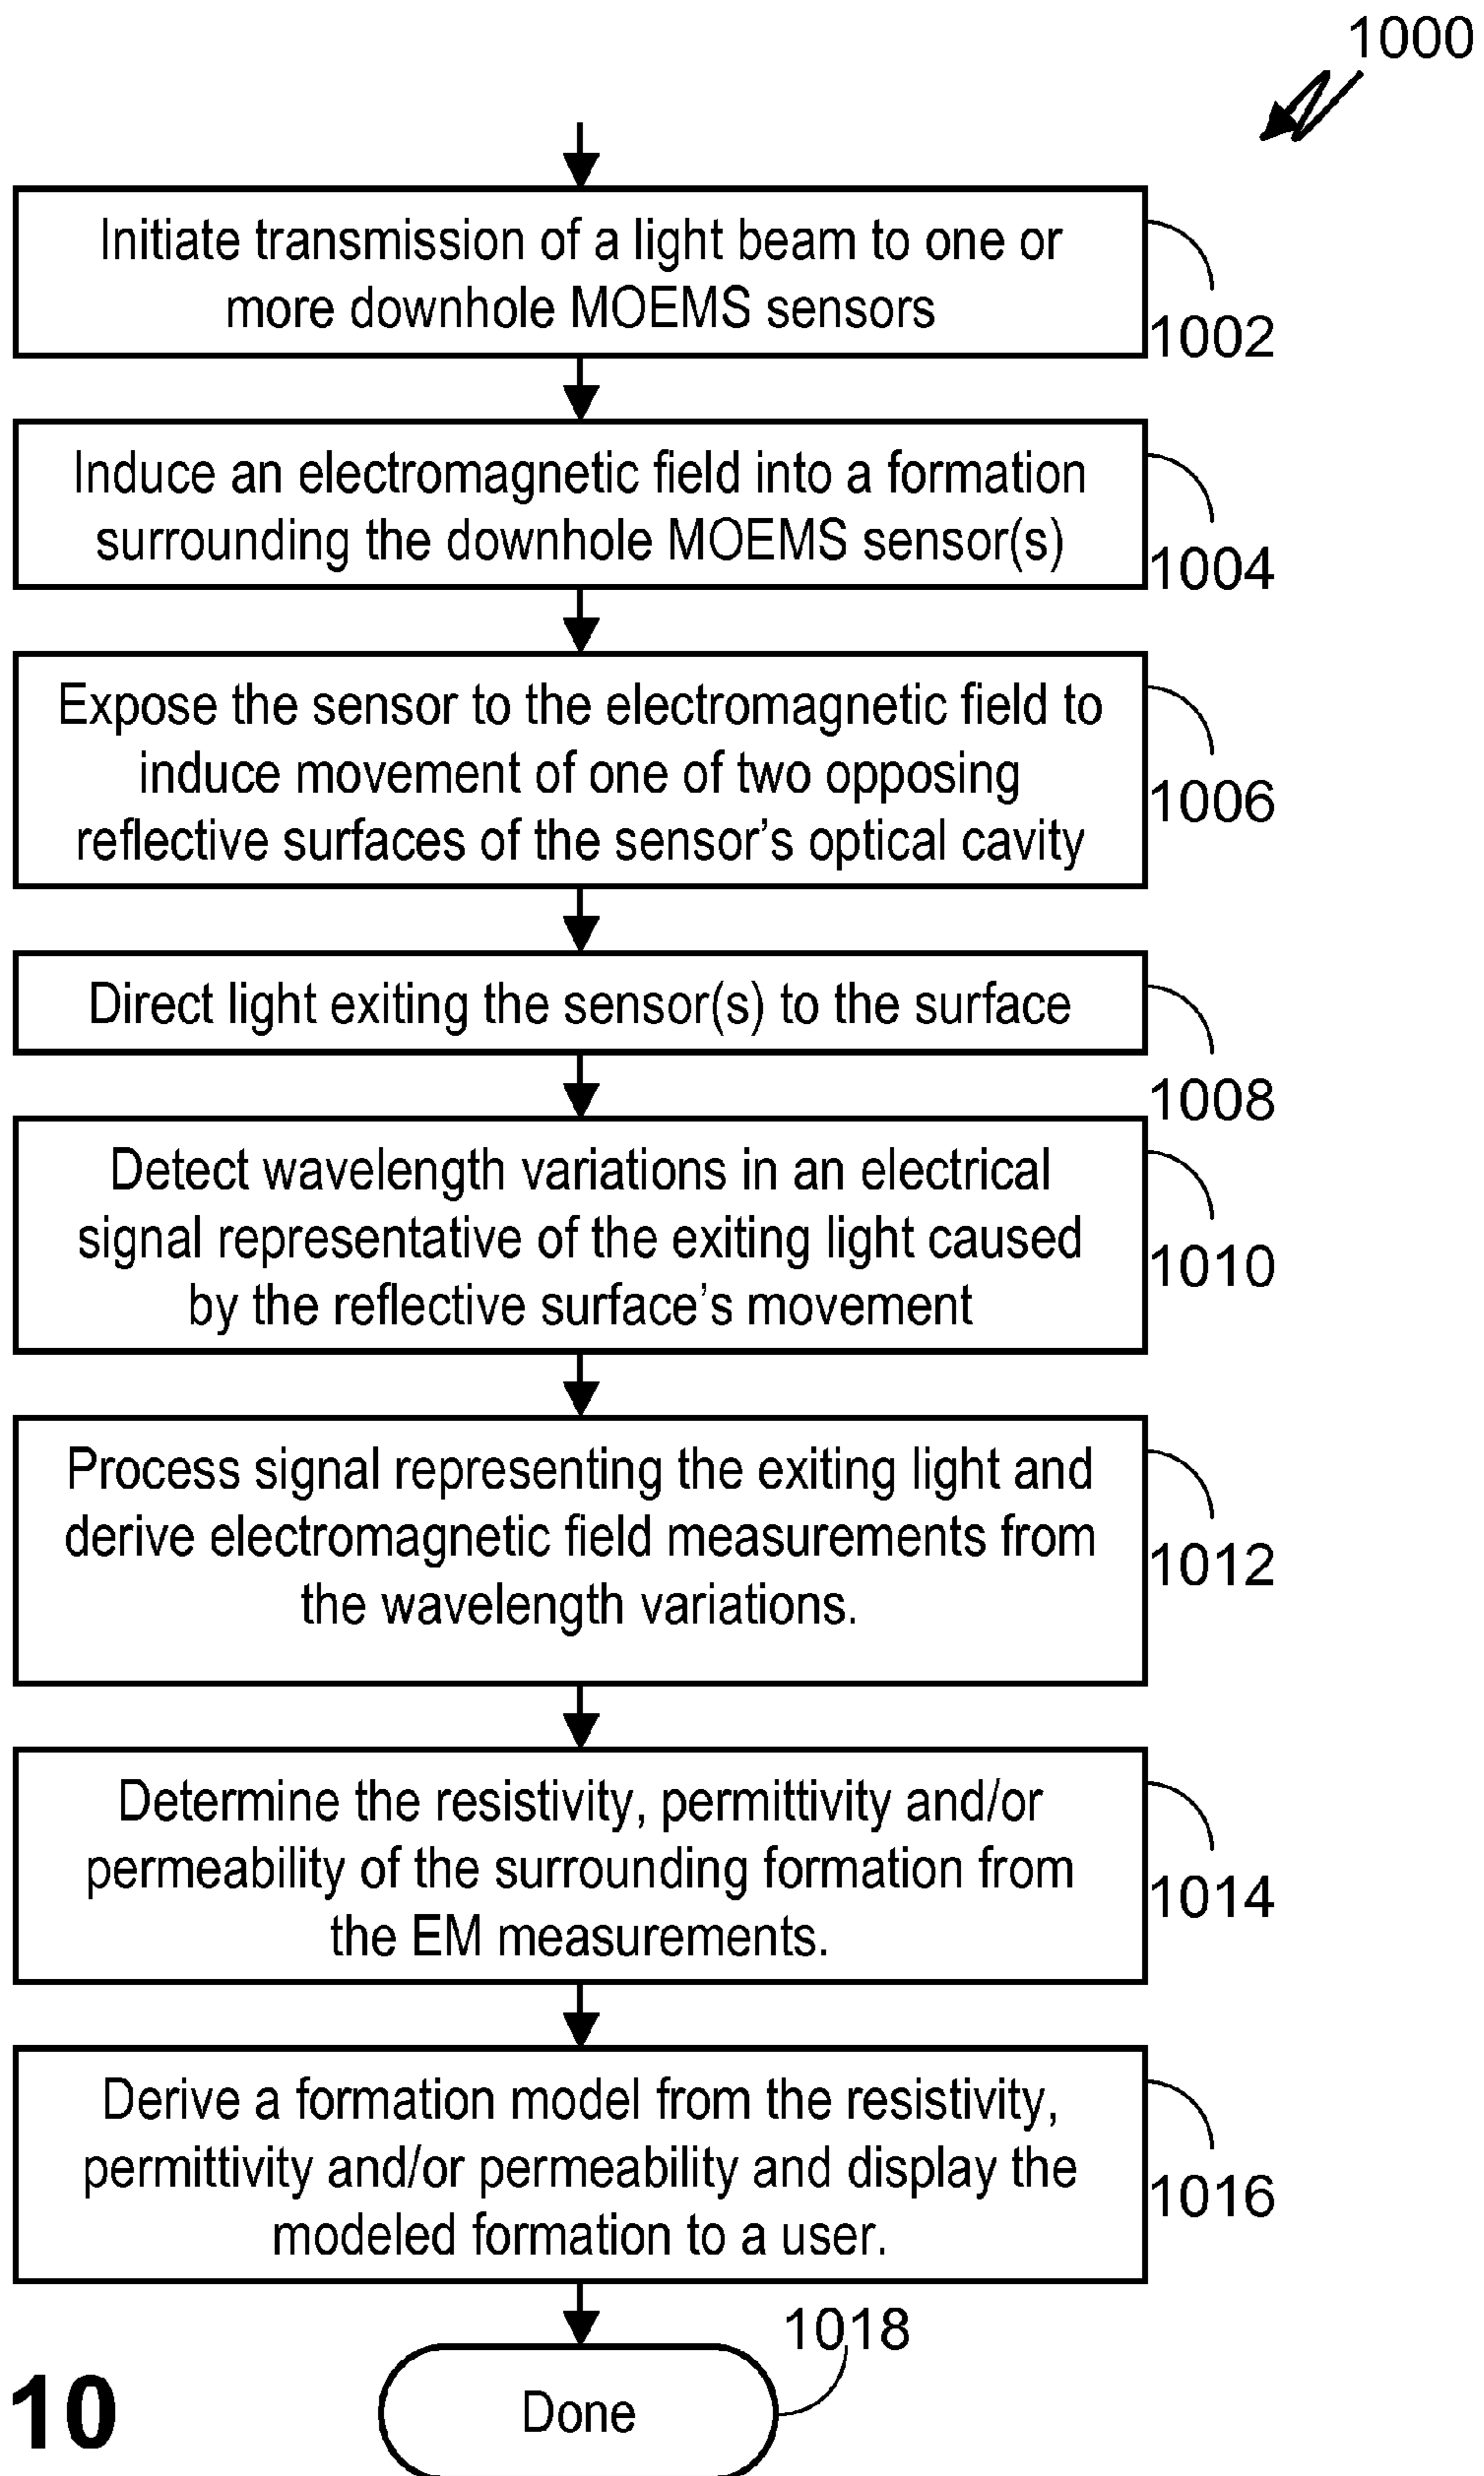 1000
Initiate transmission of a light beam to one or
more downhole MOEMS sensors
1002
Induce an electromagnetic field into a formation
surrounding the downhole MOEMS sensor(s)
1004
Expose the sensor to the electromagnetic field to
induce movement of one of two opposing
reflective surfaces of the sensor's optical cavity
1006
Direct light exiting the sensor(s) to the surface
1008
Detect wavelength variations in an electrical
signal representative of the exiting light caused
by the reflective surface's movement
1010
Process signal representing the exiting light and
derive electromagnetic field measurements from
the wavelength variations.
1012
Determine the resistivity, permittivity and/or
permeability of the surrounding formation from
the EM measurements.
1014
Derive a formation model from the resistivity,
permittivity and/or permeability and display the
modeled formation to a user.
1016
1018
Done
10